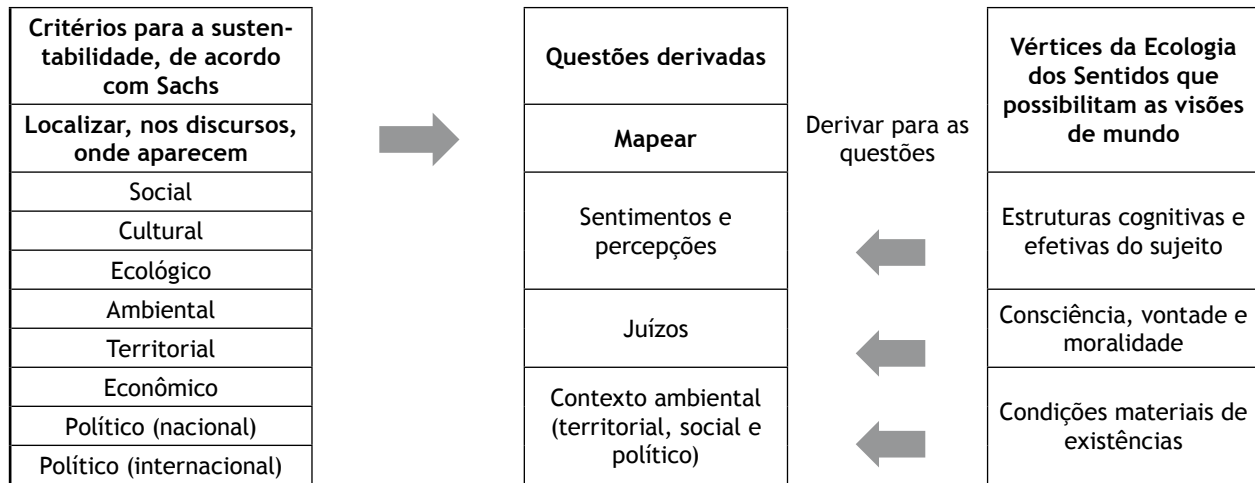 Critérios para a susten-
tabilidade, de acordo
com Sachs
Localizar, nos discursos,
onde aparecem
Social
Cultural
Ecológico
Ambiental
Territorial
Econômico
Político (nacional)
Político (internacional)
Questões derivadas
Mapear
Sentimentos e
percepções
Juízos
Contexto ambiental
(territorial, social e
político)
Derivar para as
questões
Vértices da Ecologia
dos Sentidos que
possibilitam as visões
de mundo
Estruturas cognitivas e
efetivas do sujeito
Consciência, vontade e
moralidade
Condições materiais de
existências